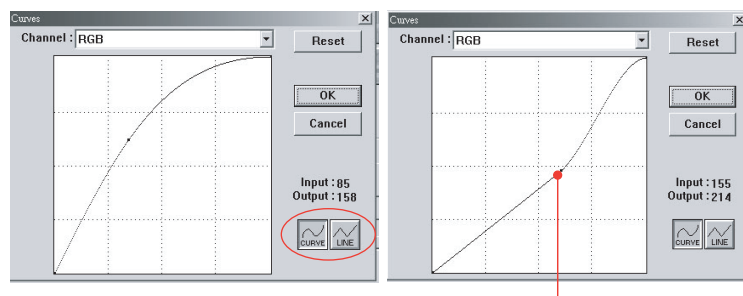 Curves
Channel : RGB
Reset
OK
Cancel
Input :85
Output :158
CURVE LINE
Curves
Channel : RGB
Reset
OK
Cancel
Input :155
Output :214
CURVE LINE